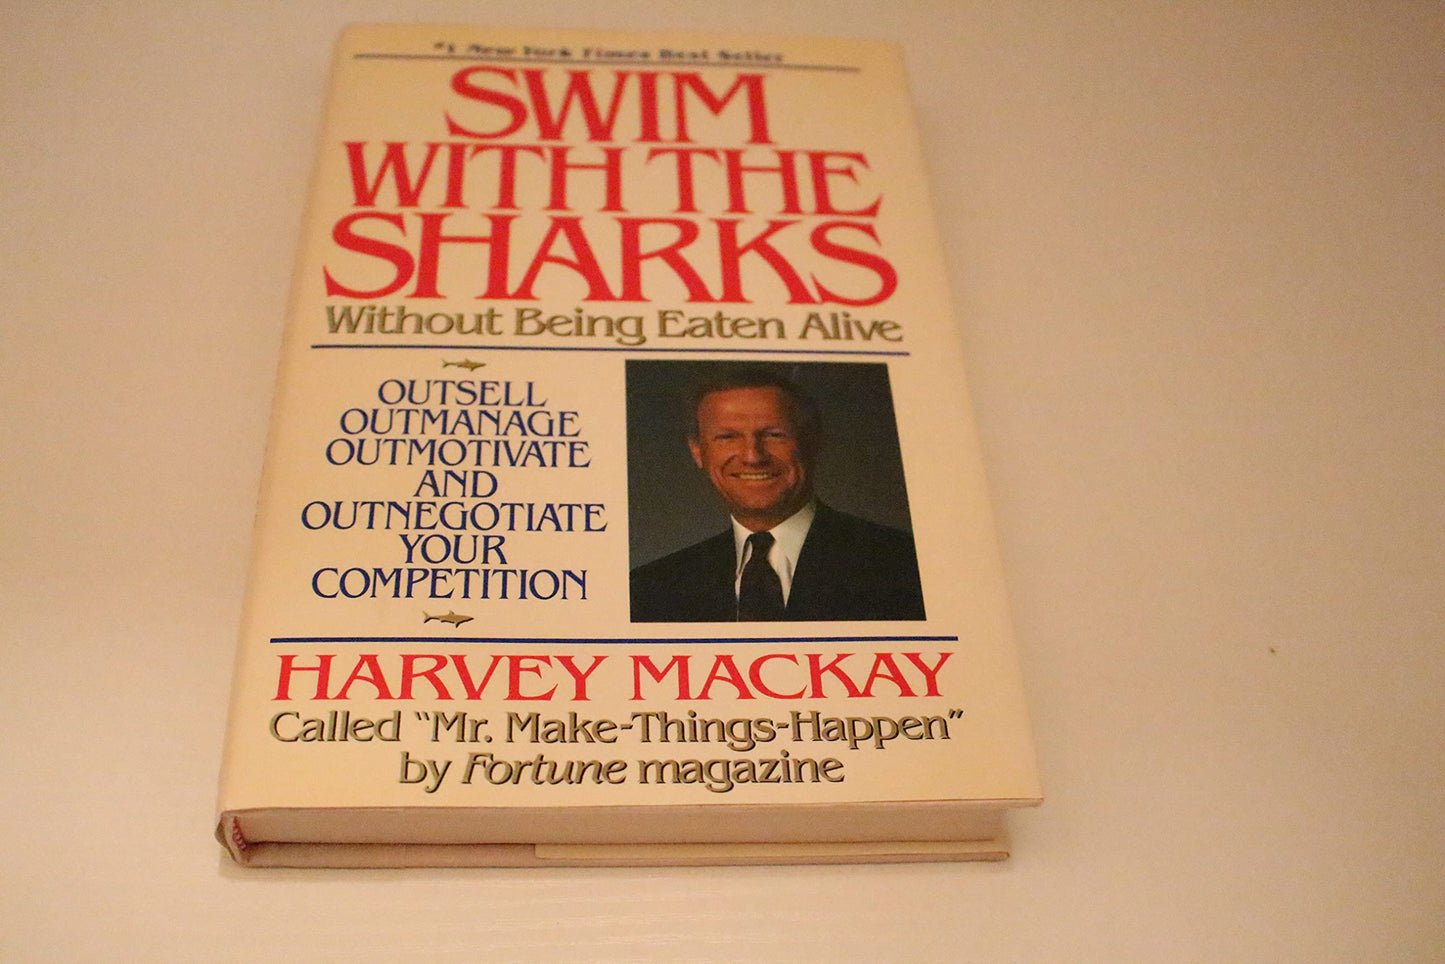 #1 New York Times Best Seller
SWIM
WITH THE
SHARKS
Without Being Eaten Alive
OUTSELL
OUTMANAGE
OUTMOTIVATE
AND
OUTNEGOTIATE
YOUR
COMPETITION
HARVEY MACKAY
Called “Mr. Make-Things-Happen”
by Fortune magazine